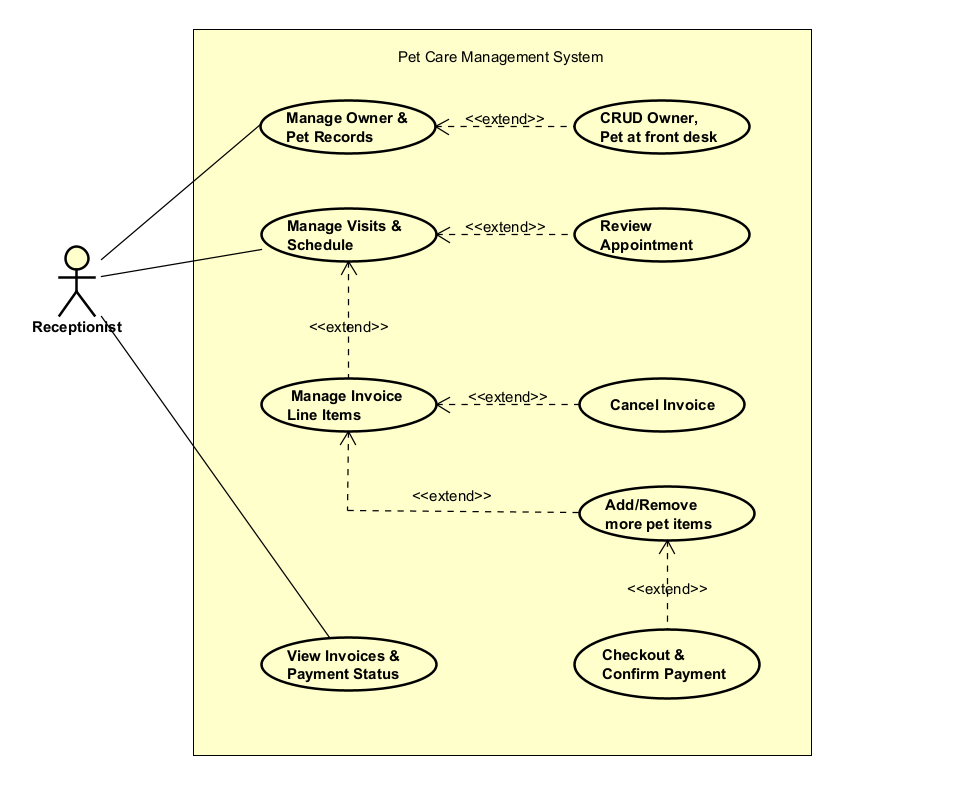 Pet Care Management System
Manage Owner &
Pet Records
<<extend>>
CRUD Owner,
Pet at front desk
Manage Visits &
Schedule
<<extend>>
Review
Appointment
Receptionist
<<extend>>
Manage Invoice
Line Items
<<extend>>
Cancel Invoice
<<extend>>
Add/Remove
more pet items
<<extend>>
View Invoices &
Payment Status
Checkout &
Confirm Payment